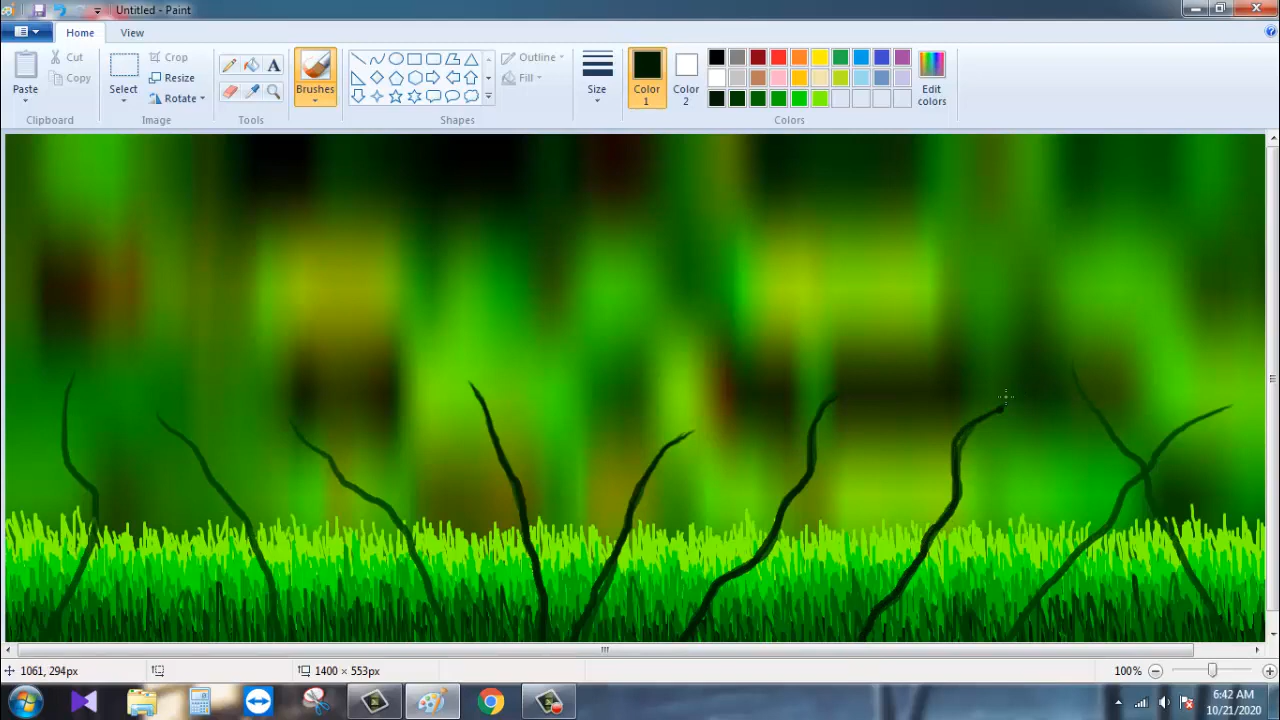 Untitled - Paint
Home View
Paste
Cut
Copy
Clipboard
Select
Crop
Resize
Rotate
Image
A
Tools
Brushes
Outline
Fill
Shapes
Size
Color 1
Color 2
Edit colors
Colors
1061, 294px
1400 × 553px
100%
6:42 AM
10/21/2020